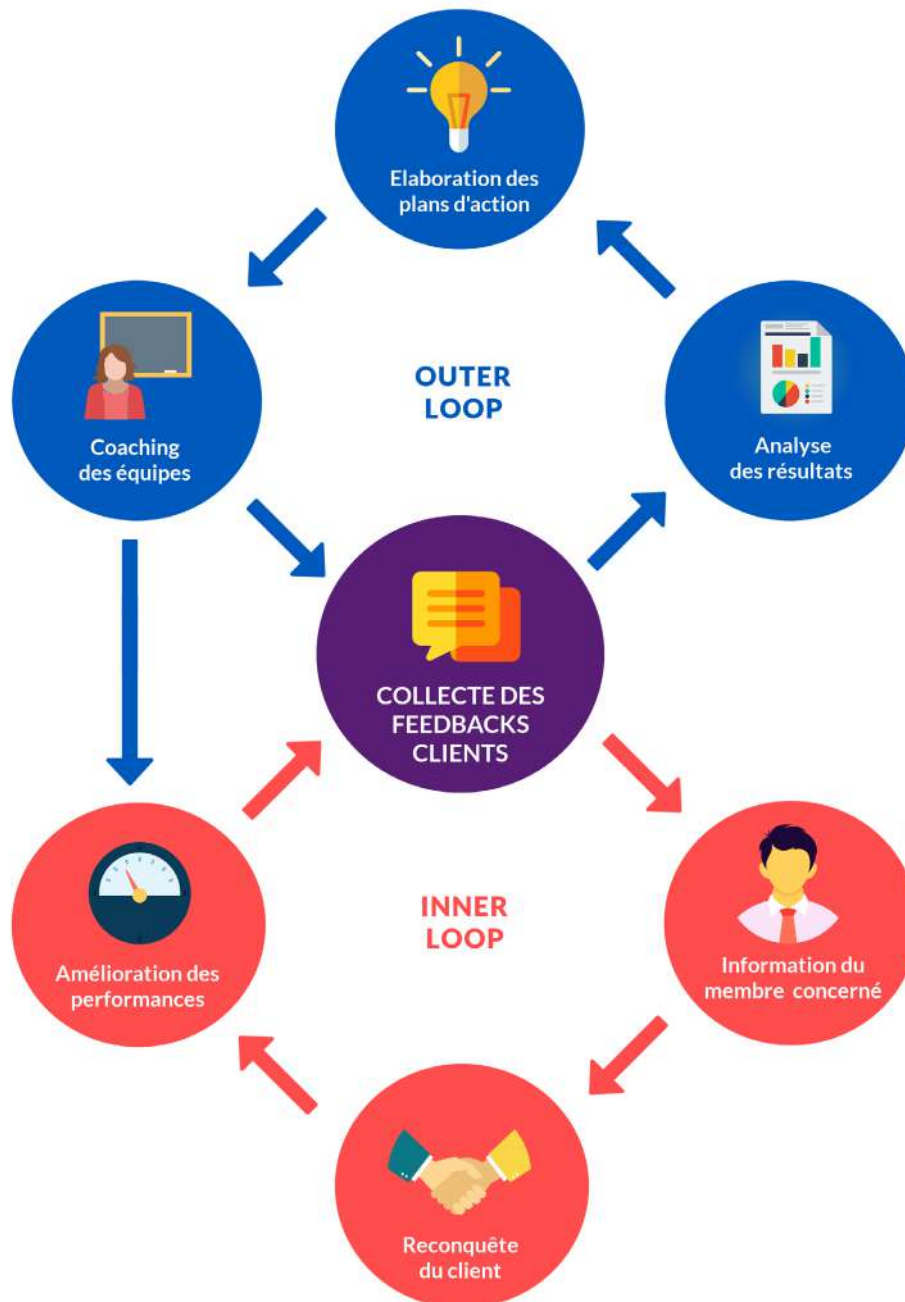 Elaboration des
plans d'action
OUTER
LOOP
Coaching
des équipes
Analyse
des résultats
COLLECTE DES
FEEDBACKS
CLIENTS
INNER
LOOP
Amélioration des
performances
Information du
membre concerné
Reconquête
du client